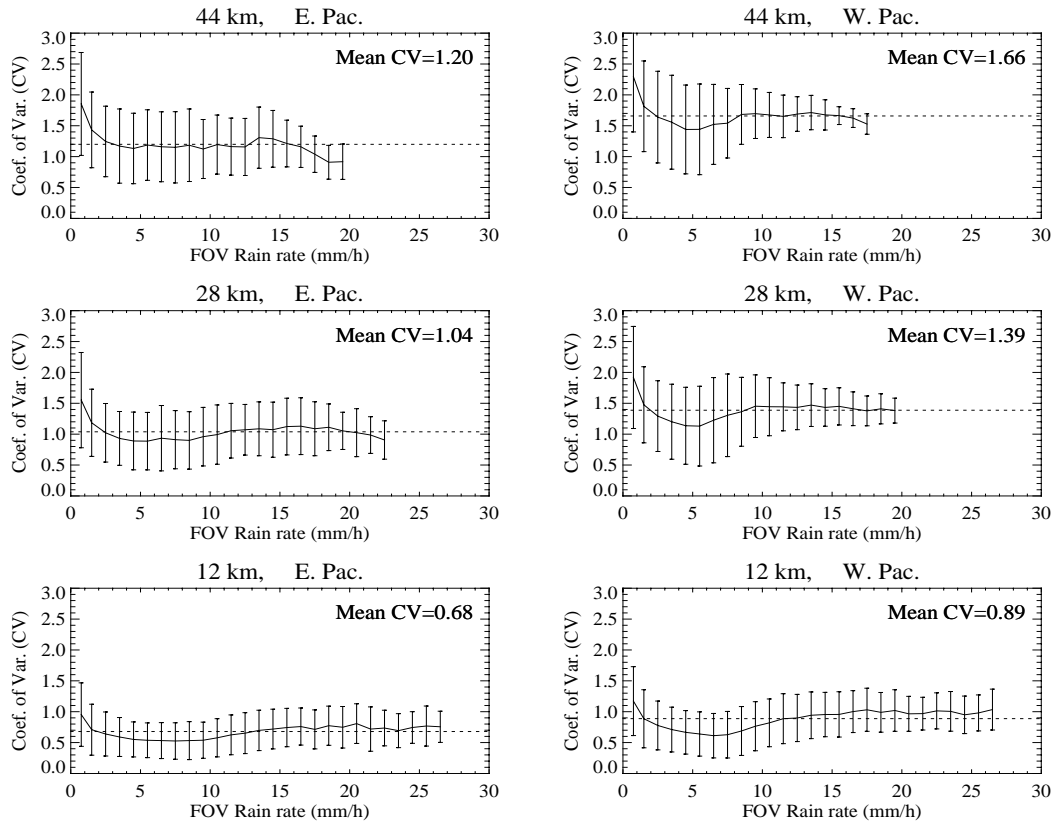 44 km, E. Pac.
Mean CV=1.20
Coef. of Var. (CV)
3.0
2.5
2.0
1.5
1.0
0.5
0.0
0 5 10 15 20 25 30
FOV Rain rate (mm/h)
44 km, W. Pac.
Mean CV=1.66
Coef. of Var. (CV)
3.0
2.5
2.0
1.5
1.0
0.5
0.0
0 5 10 15 20 25 30
FOV Rain rate (mm/h)
28 km, E. Pac.
Mean CV=1.04
Coef. of Var. (CV)
3.0
2.5
2.0
1.5
1.0
0.5
0.0
0 5 10 15 20 25 30
FOV Rain rate (mm/h)
28 km, W. Pac.
Mean CV=1.39
Coef. of Var. (CV)
3.0
2.5
2.0
1.5
1.0
0.5
0.0
0 5 10 15 20 25 30
FOV Rain rate (mm/h)
12 km, E. Pac.
Mean CV=0.68
Coef. of Var. (CV)
3.0
2.5
2.0
1.5
1.0
0.5
0.0
0 5 10 15 20 25 30
FOV Rain rate (mm/h)
12 km, W. Pac.
Mean CV=0.89
Coef. of Var. (CV)
3.0
2.5
2.0
1.5
1.0
0.5
0.0
0 5 10 15 20 25 30
FOV Rain rate (mm/h)